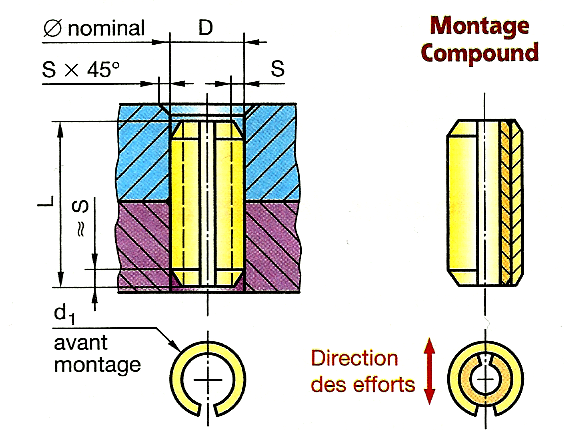 Ø nominal
D
Montage
Compound
S × 45°
S
L
≈ S
d₁
avant
montage
Direction
des efforts